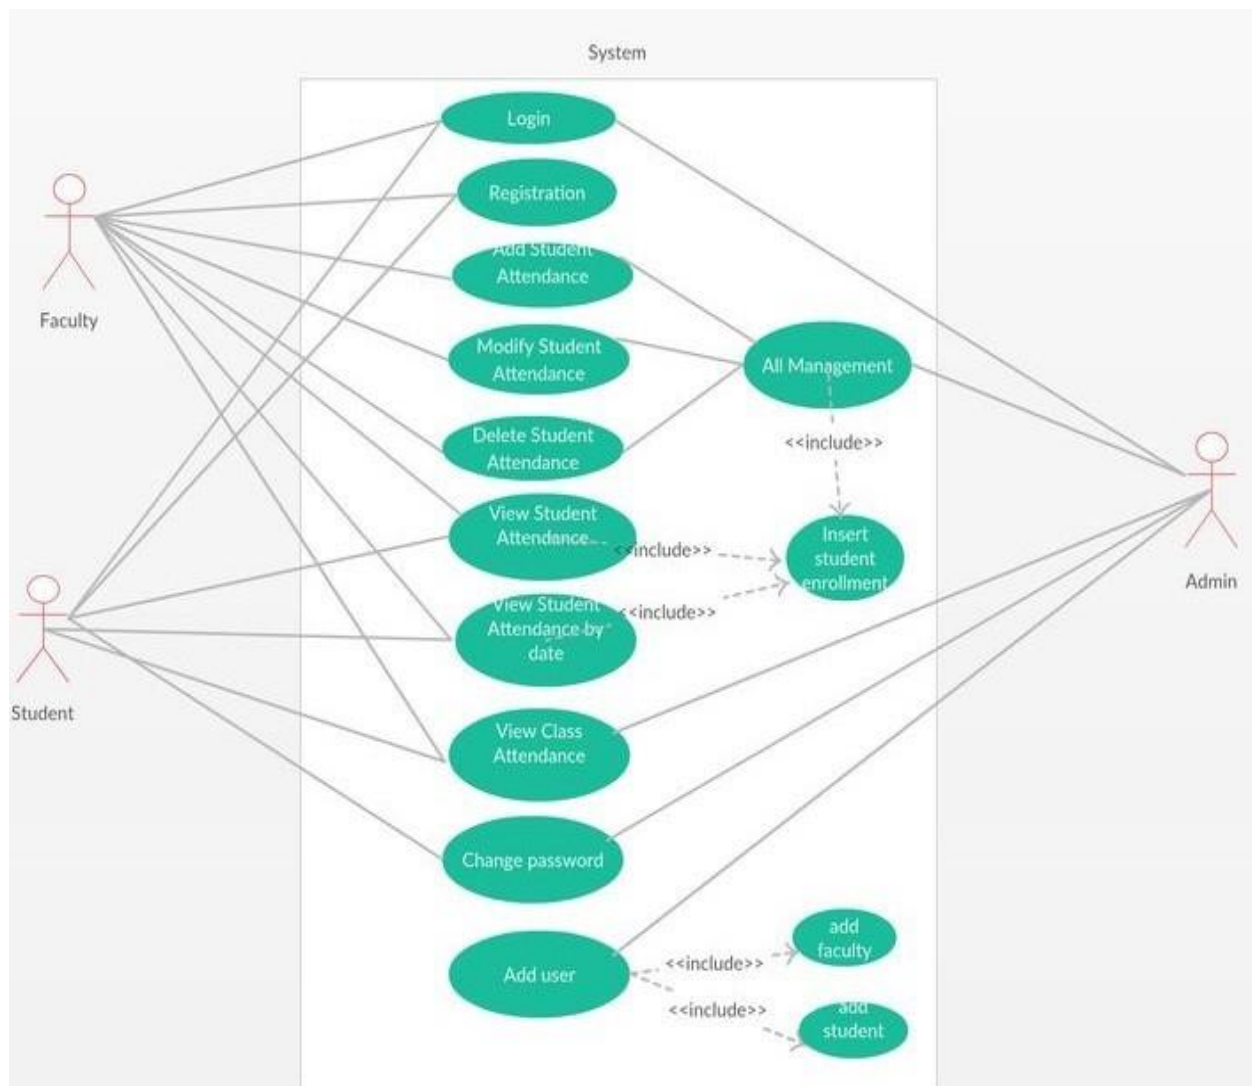 System
Login
Registration
Add Student
Attendance
Faculty
Modify Student
Attendance
All Management
<<include>>
Delete Student
Attendance
View Student
Attendance
<<include>>
Insert
student
enrollment
Admin
View Student
Attendance by
date
<<include>>
Student
View Class
Attendance
Change password
Add user
<<include>>
add
faculty
<<include>>
add
student